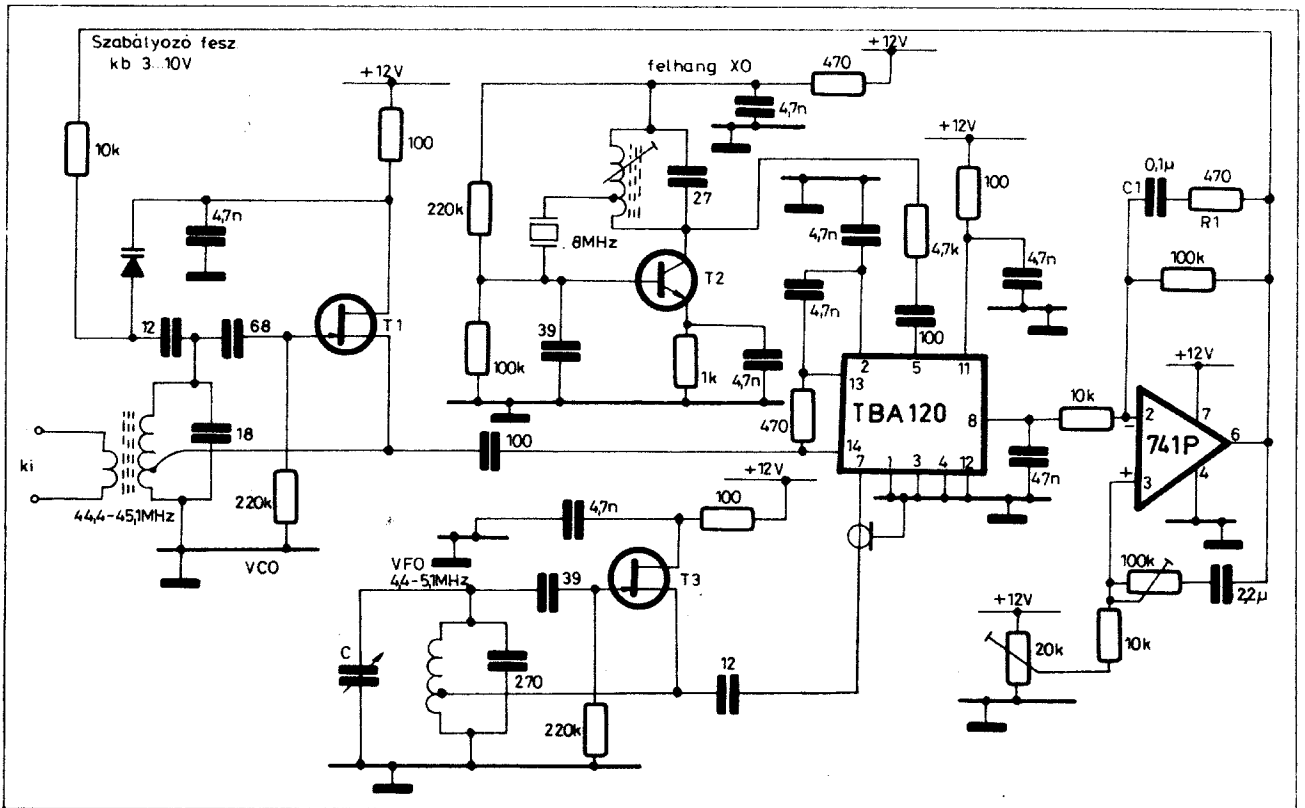 Szabályozó fesz
kb 3...10V
+12V
10k
100
4,7n
12
68
T1
ki
18
220k
44,4-45,1MHz
VCO
felhang XO
470
+12V
4,7n
220k
27
8MHz
T2
39
100k
1k
4,7n
100
4,7n
4,7n
4,7k
100
470
+12V
100
4,7n
2
5
11
13
14
TBA120
8
7
1
3
4
12
47n
0,1µ
C1
470
R1
100k
10k
+12V
2
7
741P
6
3
4
-
+
100k
2,2µ
10k
+12V
20k
+12V
100
4,7n
VFO
4,4-5,1MHz
39
T3
C
270
220k
12